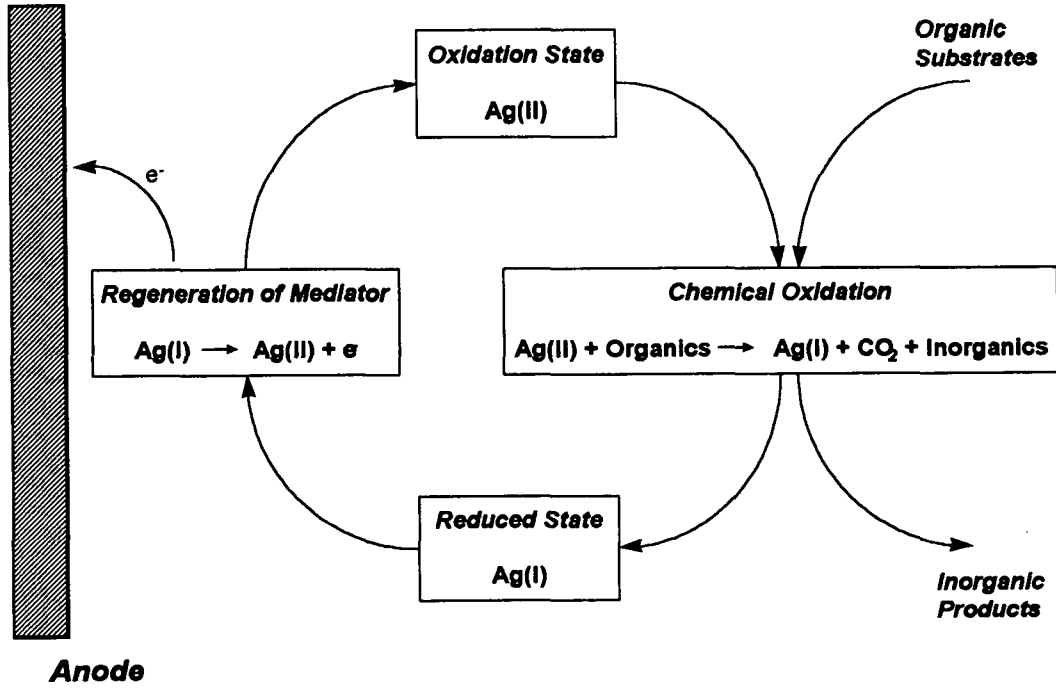 Oxidation State
Ag(II)
Organic
Substrates
e-
Regeneration of Mediator
Ag(I) → Ag(II) + e
Chemical Oxidation
Ag(II) + Organics → Ag(I) + CO₂ + Inorganics
Reduced State
Ag(I)
Inorganic
Products
Anode